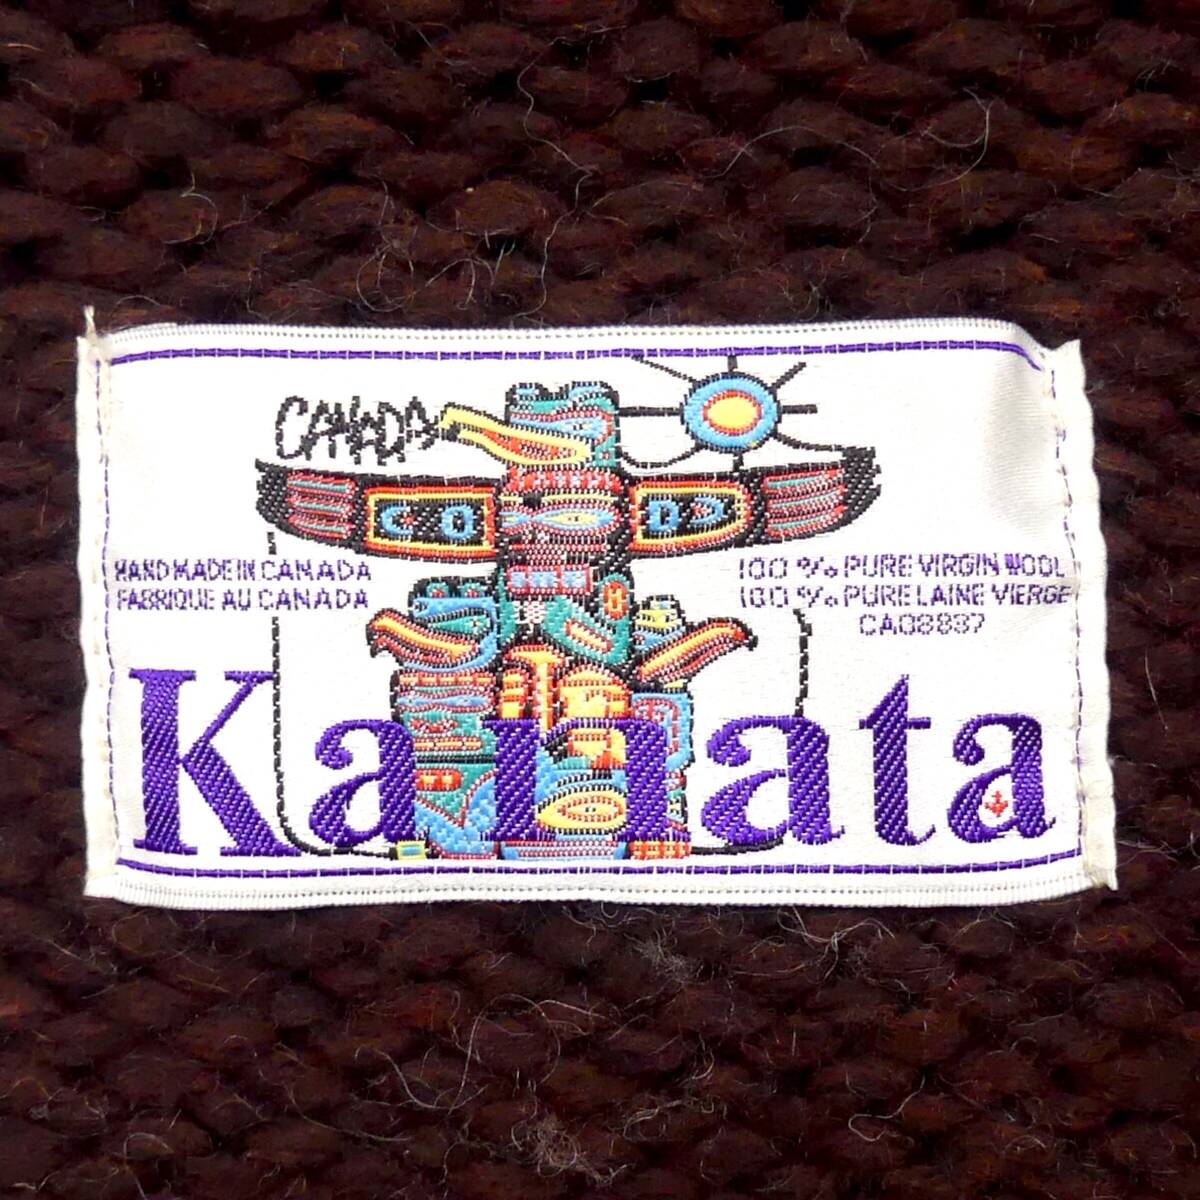 CANADA
HAND MADE IN CANADA
FABRIQUE AU CANADA
100 % PURE VIRGIN WOOL
100 % PURE LAINE VIERGE
CA08837
Kanata